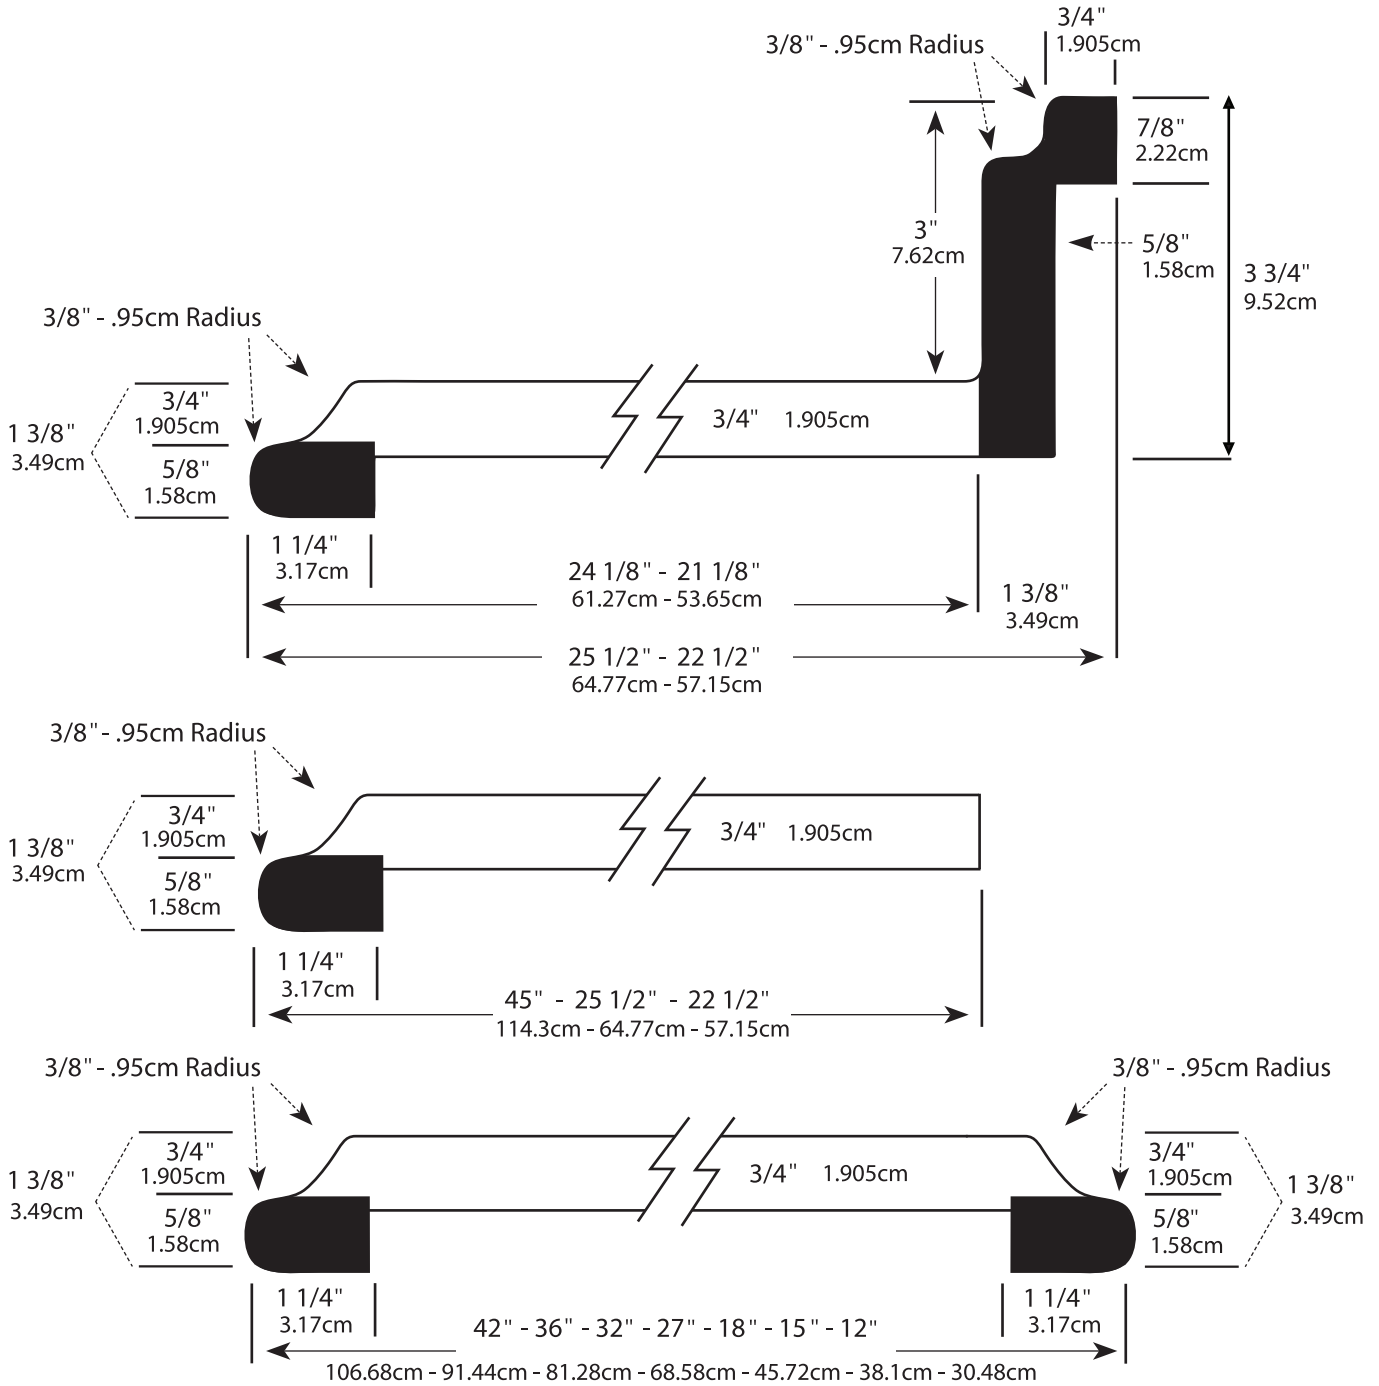 3/4"
1.905cm
3/8" - .95cm Radius
7/8"
2.22cm
3"
7.62cm
5/8"
1.58cm
3 3/4"
9.52cm
3/8" - .95cm Radius
3/4"
1.905cm
1 3/8"
3.49cm
5/8"
1.58cm
3/4" 1.905cm
1 1/4"
3.17cm
24 1/8" - 21 1/8"
61.27cm - 53.65cm
1 3/8"
3.49cm
25 1/2" - 22 1/2"
64.77cm - 57.15cm
3/8" - .95cm Radius
3/4"
1.905cm
1 3/8"
3.49cm
5/8"
1.58cm
3/4" 1.905cm
1 1/4"
3.17cm
45" - 25 1/2" - 22 1/2"
114.3cm - 64.77cm - 57.15cm
3/8" - .95cm Radius
3/8" - .95cm Radius
3/4"
1.905cm
1 3/8"
3.49cm
5/8"
1.58cm
3/4" 1.905cm
3/4"
1.905cm
1 3/8"
3.49cm
5/8"
1.58cm
1 1/4"
3.17cm
1 1/4"
3.17cm
42" - 36" - 32" - 27" - 18" - 15" - 12"
106.68cm - 91.44cm - 81.28cm - 68.58cm - 45.72cm - 38.1cm - 30.48cm